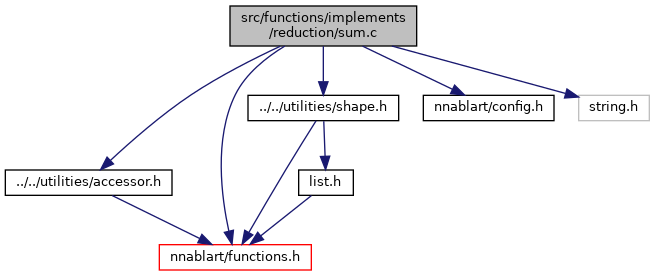 src/functions/implements
/reduction/sum.c
../../utilities/shape.h
nnablart/config.h
string.h
../../utilities/accessor.h
list.h
nnablart/functions.h